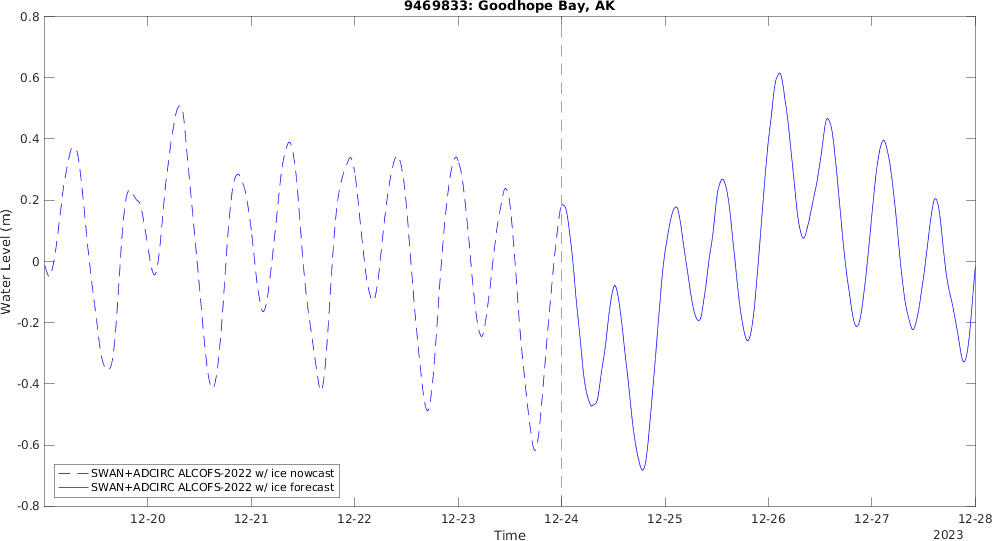 9469833: Goodhope Bay, AK
Water Level (m)
0.8
0.6
0.4
0.2
0
-0.2
-0.4
-0.6
-0.8
SWAN+ADCIRC ALCOFS-2022 w/ ice nowcast
SWAN+ADCIRC ALCOFS-2022 w/ ice forecast
12-20 12-21 12-22 12-23 12-24 12-25 12-26 12-27 12-28
Time
2023